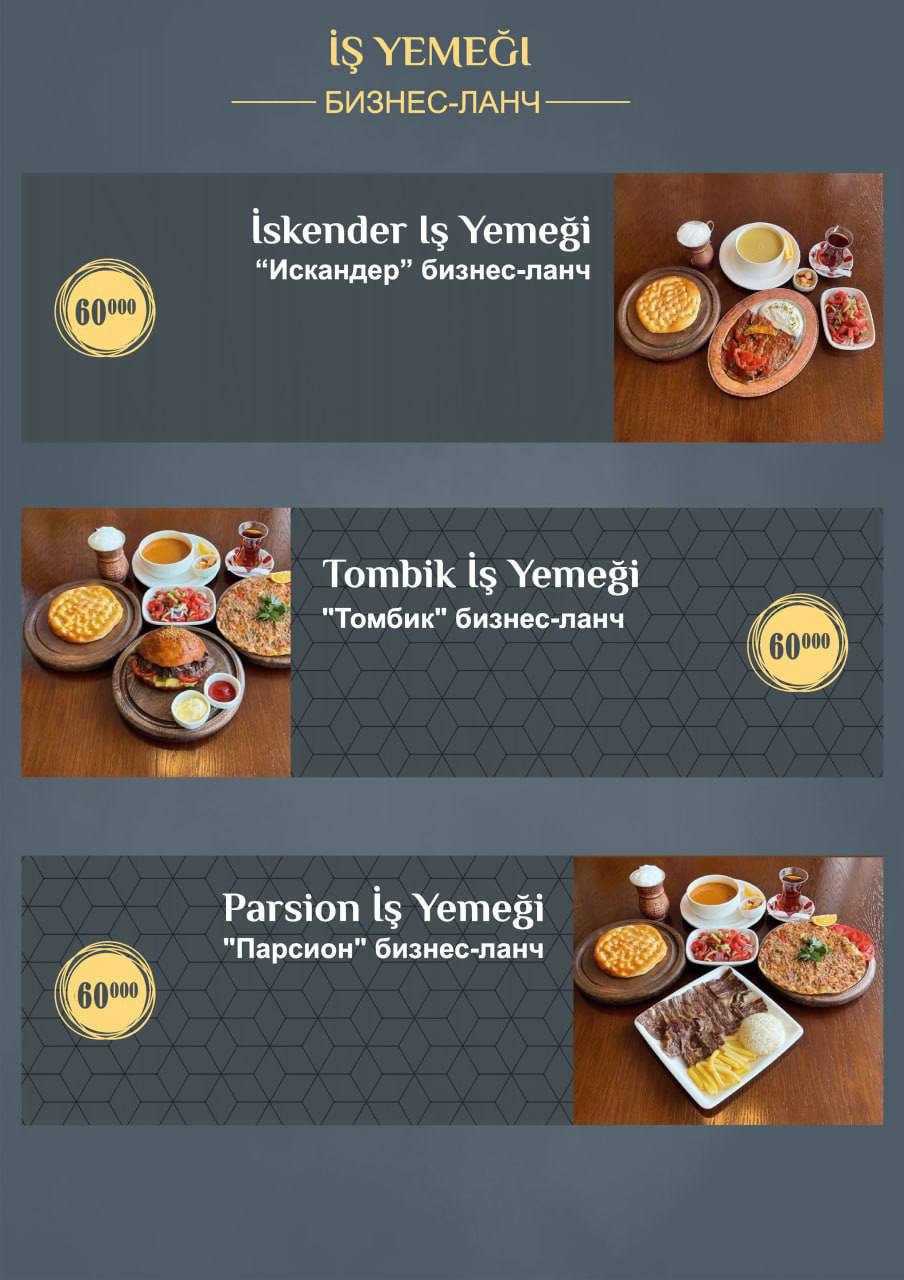 İŞ YEMEĞI
БИЗНЕС-ЛАНЧ
İskender Iş Yemeği
“Искандер” бизнес-ланч
60000
Tombik İş Yemeği
"Томбик" бизнес-ланч
60000
Parsion İş Yemeği
"Парсион" бизнес-ланч
60000